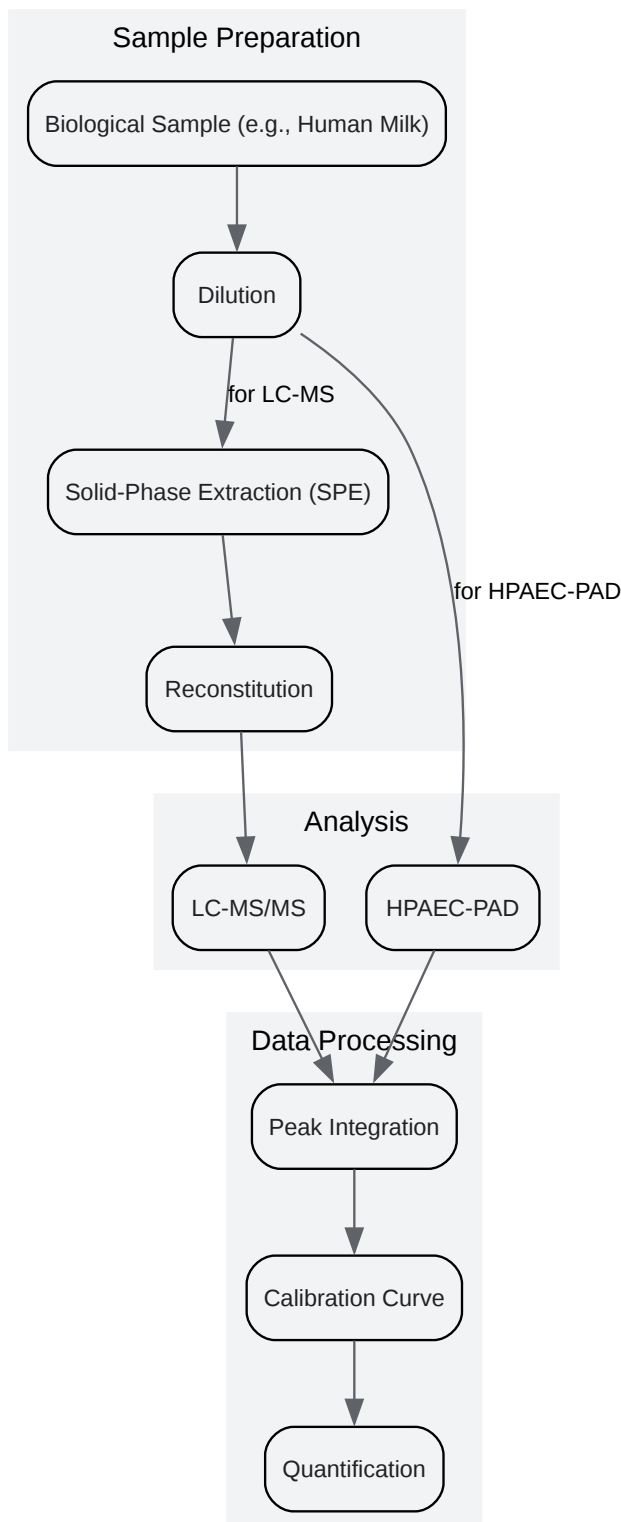 Sample Preparation
Biological Sample (e.g., Human Milk)
Dilution
for LC-MS
Solid-Phase Extraction (SPE)
for HPAEC-PAD
Reconstitution
Analysis
LC-MS/MS
HPAEC-PAD
Data Processing
Peak Integration
Calibration Curve
Quantification